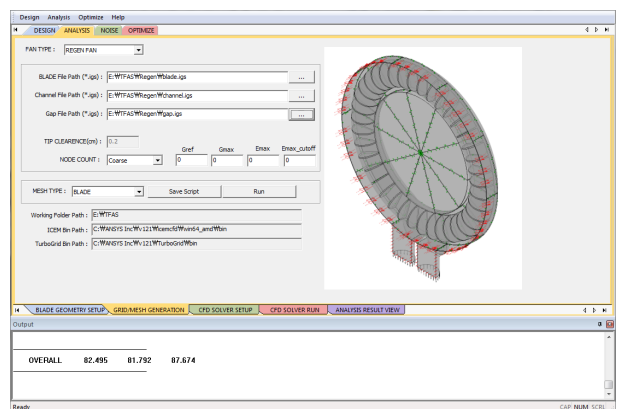 Design Analysis Optimize Help
DESIGN ANALYSIS NOISE OPTIMIZE
FAN TYPE : REGEN FAN
BLADE File Path (*.igs) : E:₩TFAS₩Regen₩blade.igs ...
Channel File Path (*.igs) : E:₩TFAS₩Regen₩channel.igs ...
Gap File Path (*.igs) : E:₩TFAS₩Regen₩gap.igs ...
TIP CLEARENCE(cm) : 0.2
Gref Gmax Emax Emax_cutoff
NODE COUNT : Coarse 0 0 0 0
MESH TYPE : BLADE Save Script Run
Working Folder Path : E:₩TFAS
ICEM Bin Path : C:₩ANSYS Inc₩v121₩icemcfd₩win64_amd₩bin
TurboGrid Bin Path : C:₩ANSYS Inc₩v121₩TurboGrid₩bin
BLADE GEOMETRY SETUP GRID/MESH GENERATION CFD SOLVER SETUP CFD SOLVER RUN ANALYSIS RESULT VIEW
Output
OVERALL 82.495 81.792 87.674
Ready CAP NUM SCRL